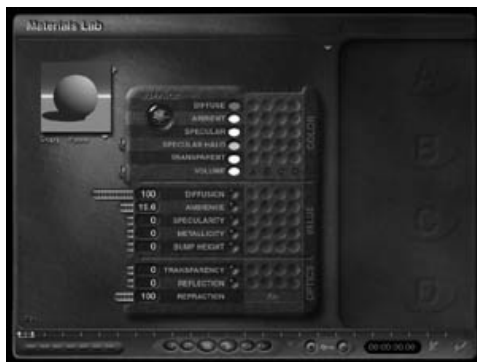 Materials Lab
DIFFUSE
AMBIENT
SPECULAR
SPECULAR HALO
TRANSPARENT
VOLUME
A B C D
COLOR
100 DIFFUSION
15.6 AMBIENCE
0 SPECULARITY
0 METALLICITY
0 BUMP HEIGHT
VALUE
0 TRANSPARENCY
0 REFLECTION
100 REFRACTION
OPTICS
A
B
C
D
00:00:00.00